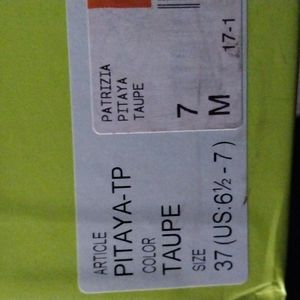 PATRIZIA
PITAYA
TAUPE
7
M
17-1
ARTICLE
PITAYA-TP
COLOR
TAUPE
SIZE
37 (US:6½ - 7)